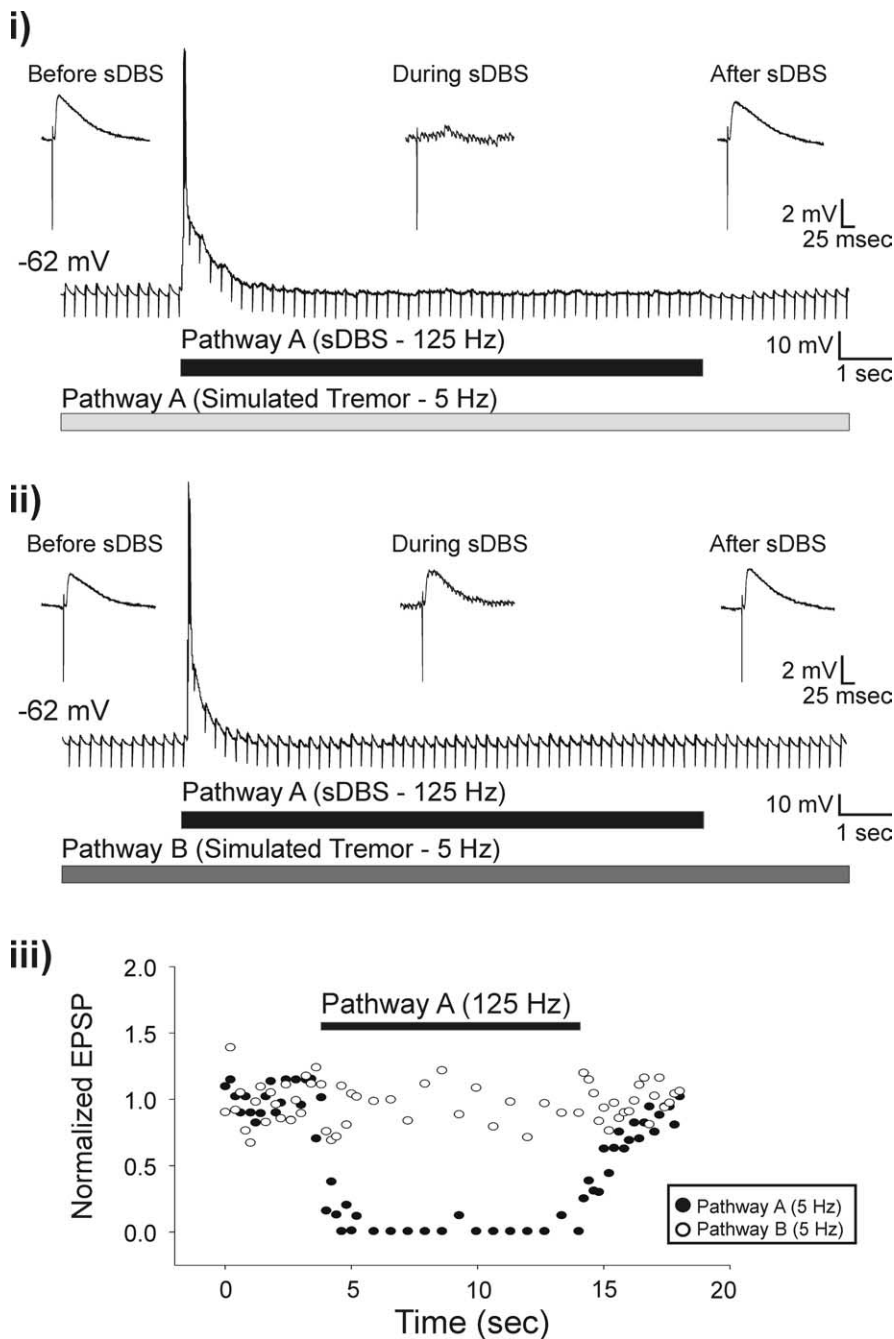 i)
Before sDBS
During sDBS
After sDBS
2 mV
25 msec
-62 mV
Pathway A (sDBS - 125 Hz)
10 mV
1 sec
Pathway A (Simulated Tremor - 5 Hz)
ii)
Before sDBS
During sDBS
After sDBS
2 mV
25 msec
-62 mV
Pathway A (sDBS - 125 Hz)
10 mV
1 sec
Pathway B (Simulated Tremor - 5 Hz)
iii)
2.0
Pathway A (125 Hz)
1.5
1.0
0.5
0.0
Normalized EPSP
Pathway A (5 Hz)
Pathway B (5 Hz)
0 5 10 15 20
Time (sec)